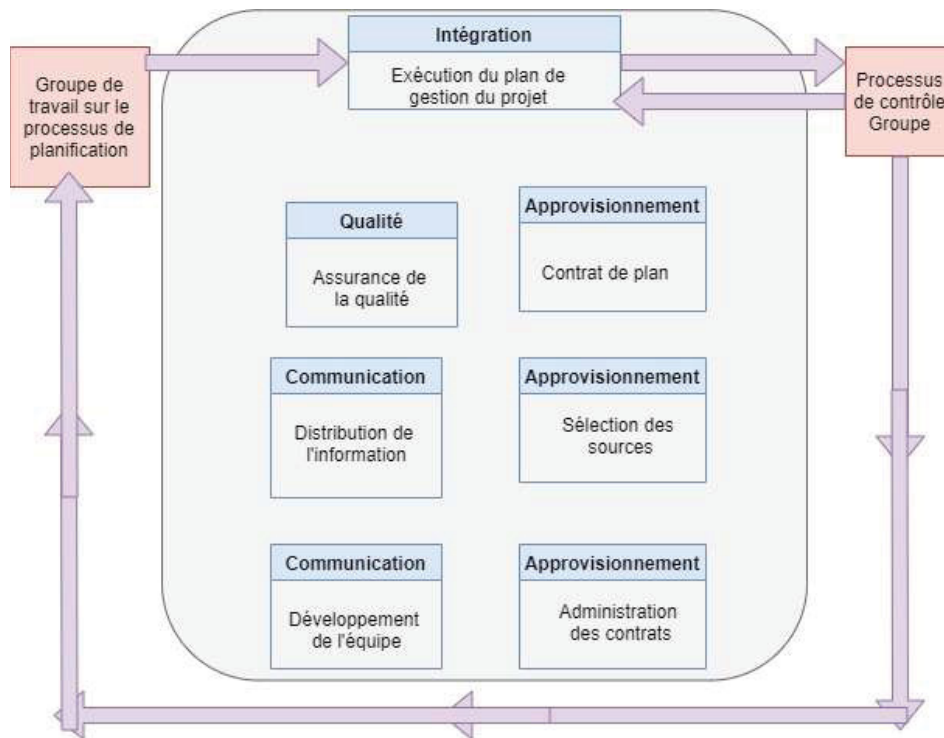 Intégration
Exécution du plan de
gestion du projet
Groupe de
travail sur le
processus de
planification
Processus
de contrôle
Groupe
Qualité
Assurance de
la qualité
Approvisionnement
Contrat de plan
Communication
Distribution de
l'information
Approvisionnement
Sélection des
sources
Communication
Développement
de l'équipe
Approvisionnement
Administration
des contrats